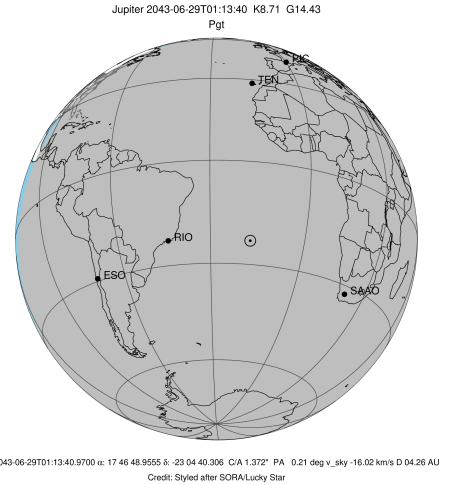 Jupiter 2043-06-29T01:13:40 K8.71 G14.43
Pgt
PIC
TEN
RIO
ESO
SAAO
043-06-29T01:13:40.9700 α: 17 46 48.9555 δ: -23 04 40.306 C/A 1.372" PA 0.21 deg v_sky -16.02 km/s D 04.26 AU
Credit: Styled after SORA/Lucky Star